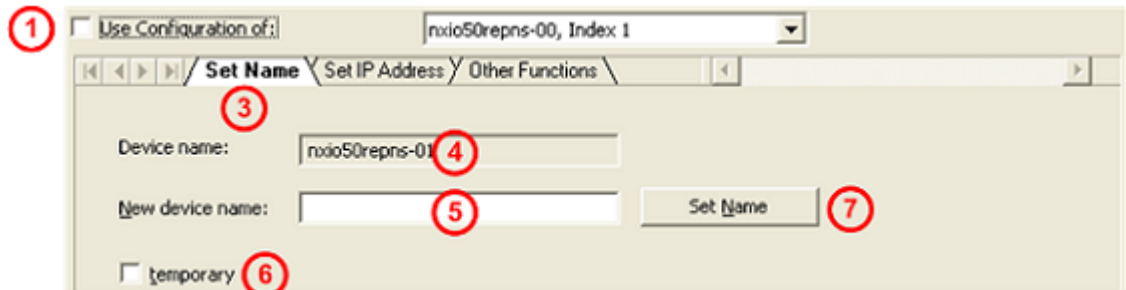 1 Use Configuration of: nxio50repns-00, Index 1
Set Name Set IP Address Other Functions
3
Device name: nxio50repns-01 4
New device name: 5 Set Name 7
temporary 6